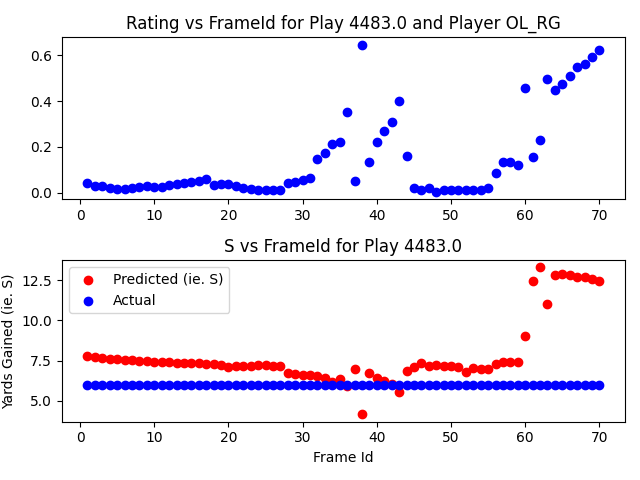 Rating vs FrameId for Play 4483.0 and Player OL_RG
0.6
0.4
0.2
0.0
0 10 20 30 40 50 60 70
S vs FrameId for Play 4483.0
Yards Gained (ie. S)
12.5
10.0
7.5
5.0
Predicted (ie. S)
Actual
0 10 20 30 40 50 60 70
Frame Id